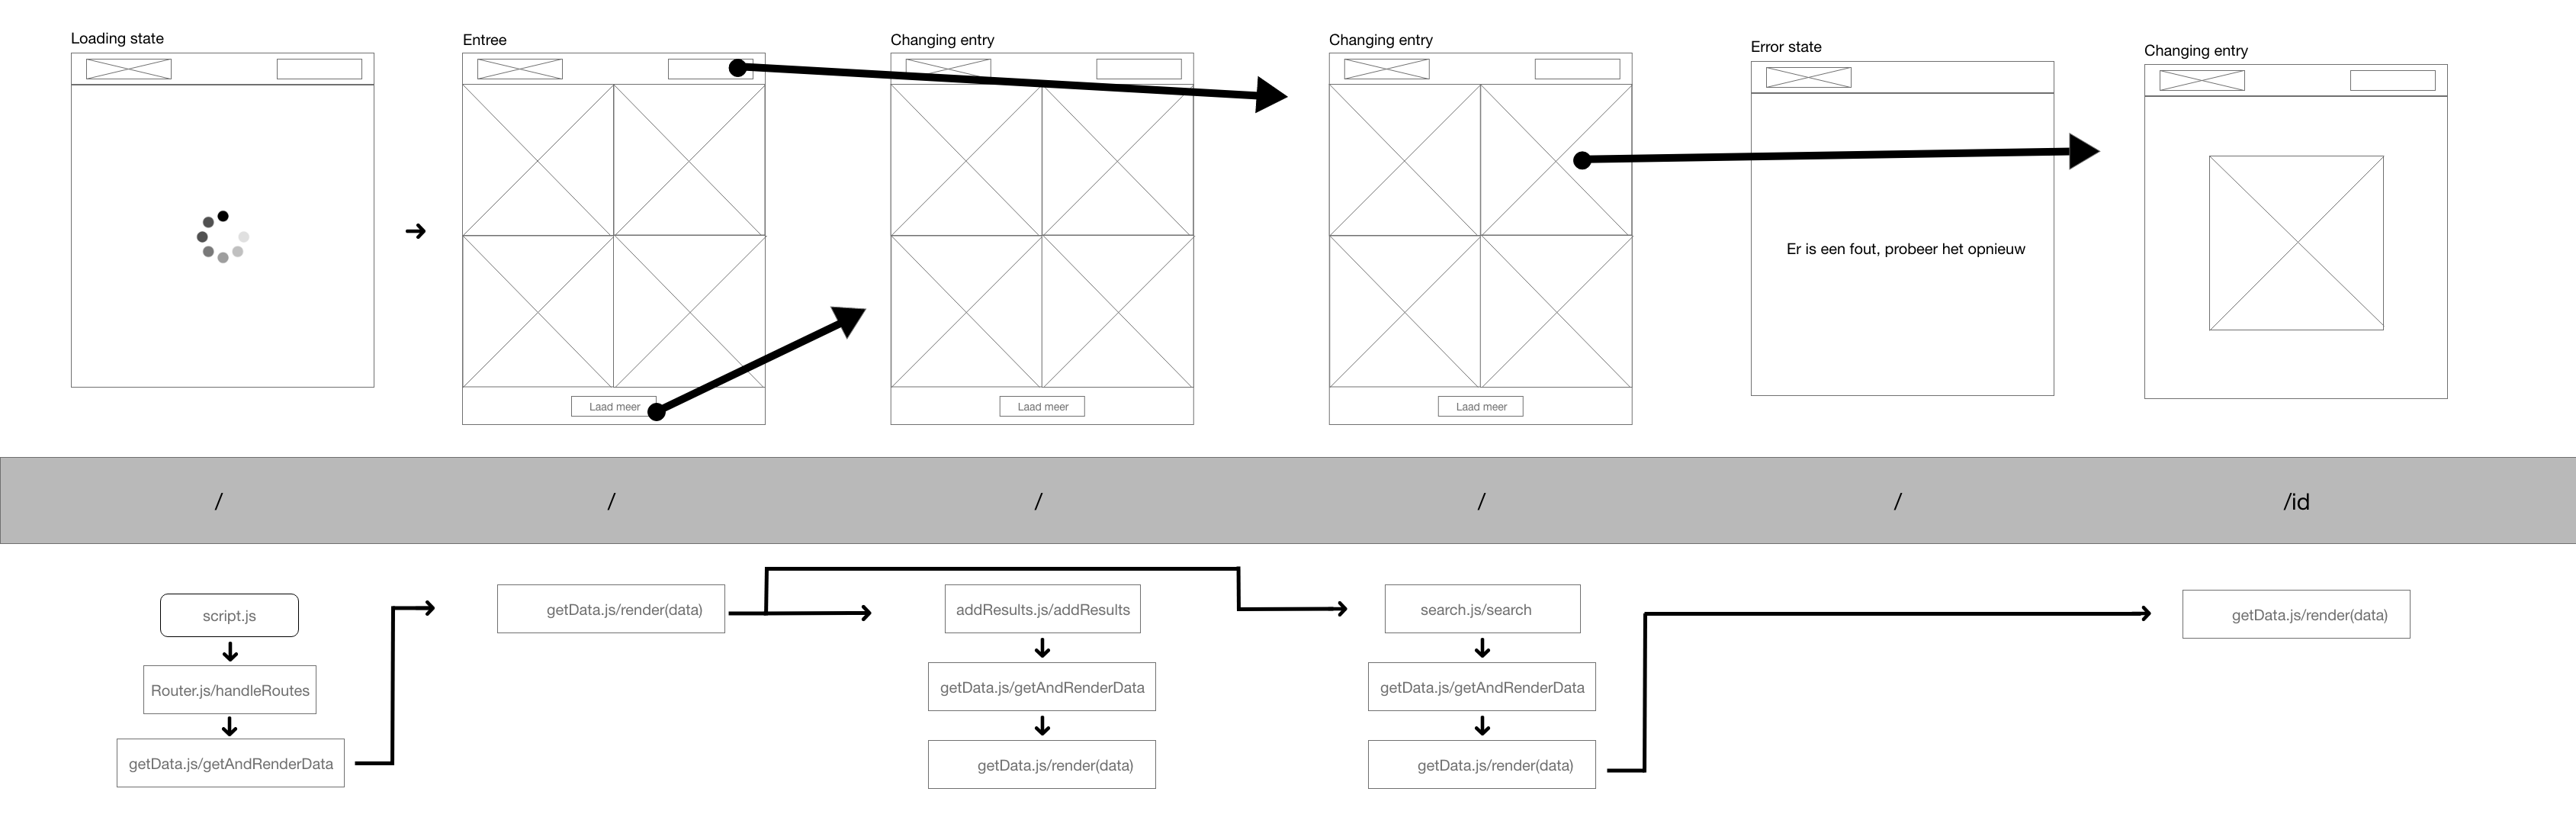 Loading state
Entree
Changing entry
Changing entry
Error state
Changing entry
Er is een fout, probeer het opnieuw
Laad meer
Laad meer
Laad meer
/
/
/
/
/
/id
script.js
Router.js/handleRoutes
getData.js/getAndRenderData
getData.js/render(data)
addResults.js/addResults
getData.js/getAndRenderData
getData.js/render(data)
search.js/search
getData.js/getAndRenderData
getData.js/render(data)
getData.js/render(data)